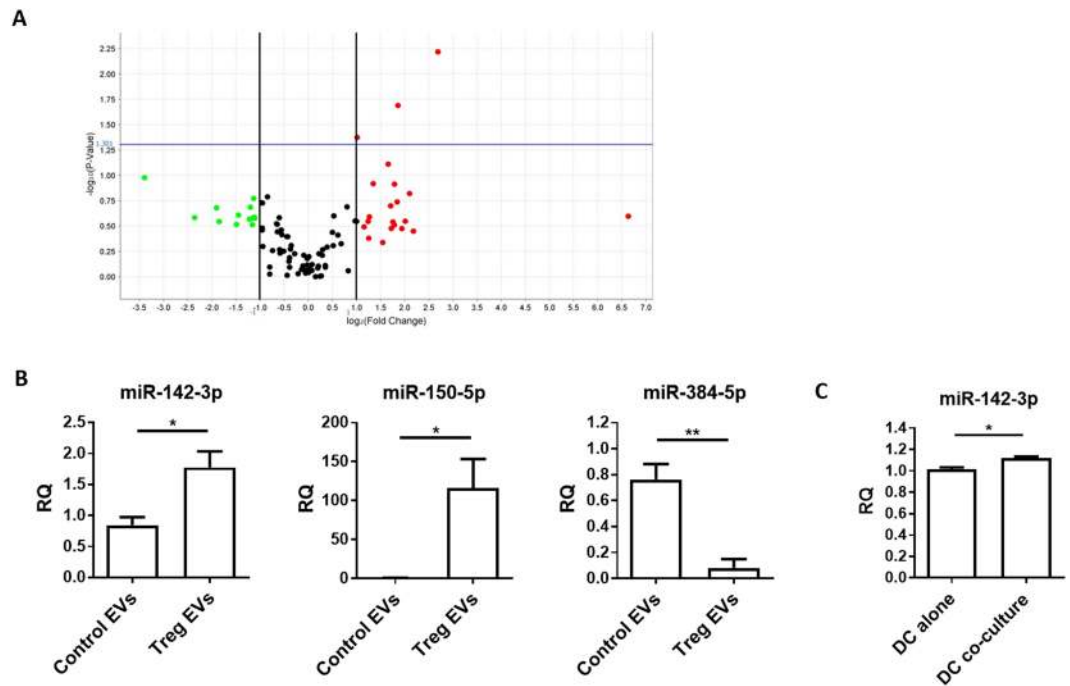 A
-log₁₀(P-Value)
2.25
2.00
1.75
1.50
1.301
1.25
1.00
0.75
0.50
0.25
0.00
-3.5 -3.0 -2.5 -2.0 -1.5 -1.0 -0.5 0.0 0.5 1.0 1.5 2.0 2.5 3.0 3.5 4.0 4.5 5.0 5.5 6.0 6.5 7.0
-1 1
log₂(Fold Change)
B
miR-142-3p
RQ
2.5
2.0
1.5
1.0
0.5
0.0
*
Control EVs
Treg EVs
miR-150-5p
RQ
200
150
100
50
0
*
Control EVs
Treg EVs
miR-384-5p
RQ
1.2
1.0
0.8
0.6
0.4
0.2
0.0
**
Control EVs
Treg EVs
C
miR-142-3p
RQ
1.4
1.2
1.0
0.8
0.6
0.4
0.2
0.0
*
DC alone
DC co-culture